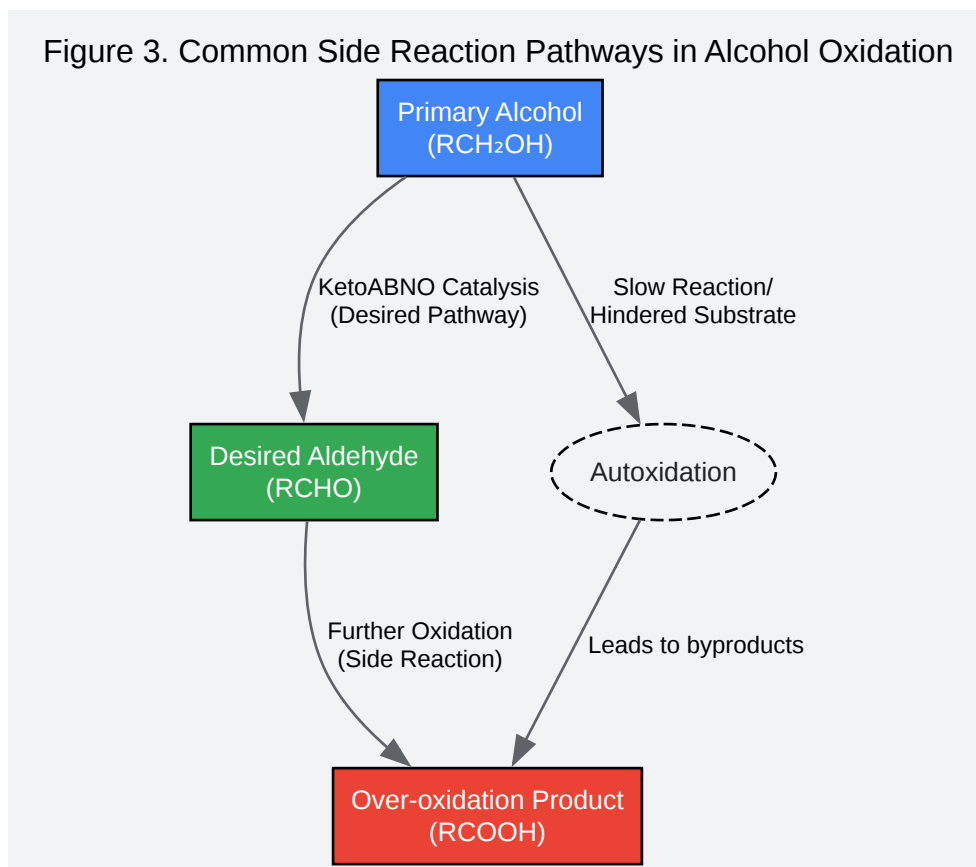 Figure 3. Common Side Reaction Pathways in Alcohol Oxidation
Primary Alcohol
(RCH₂OH)
KetoABNO Catalysis
(Desired Pathway)
Slow Reaction/
Hindered Substrate
Desired Aldehyde
(RCHO)
Autoxidation
Further Oxidation
(Side Reaction)
Leads to byproducts
Over-oxidation Product
(RCOOH)